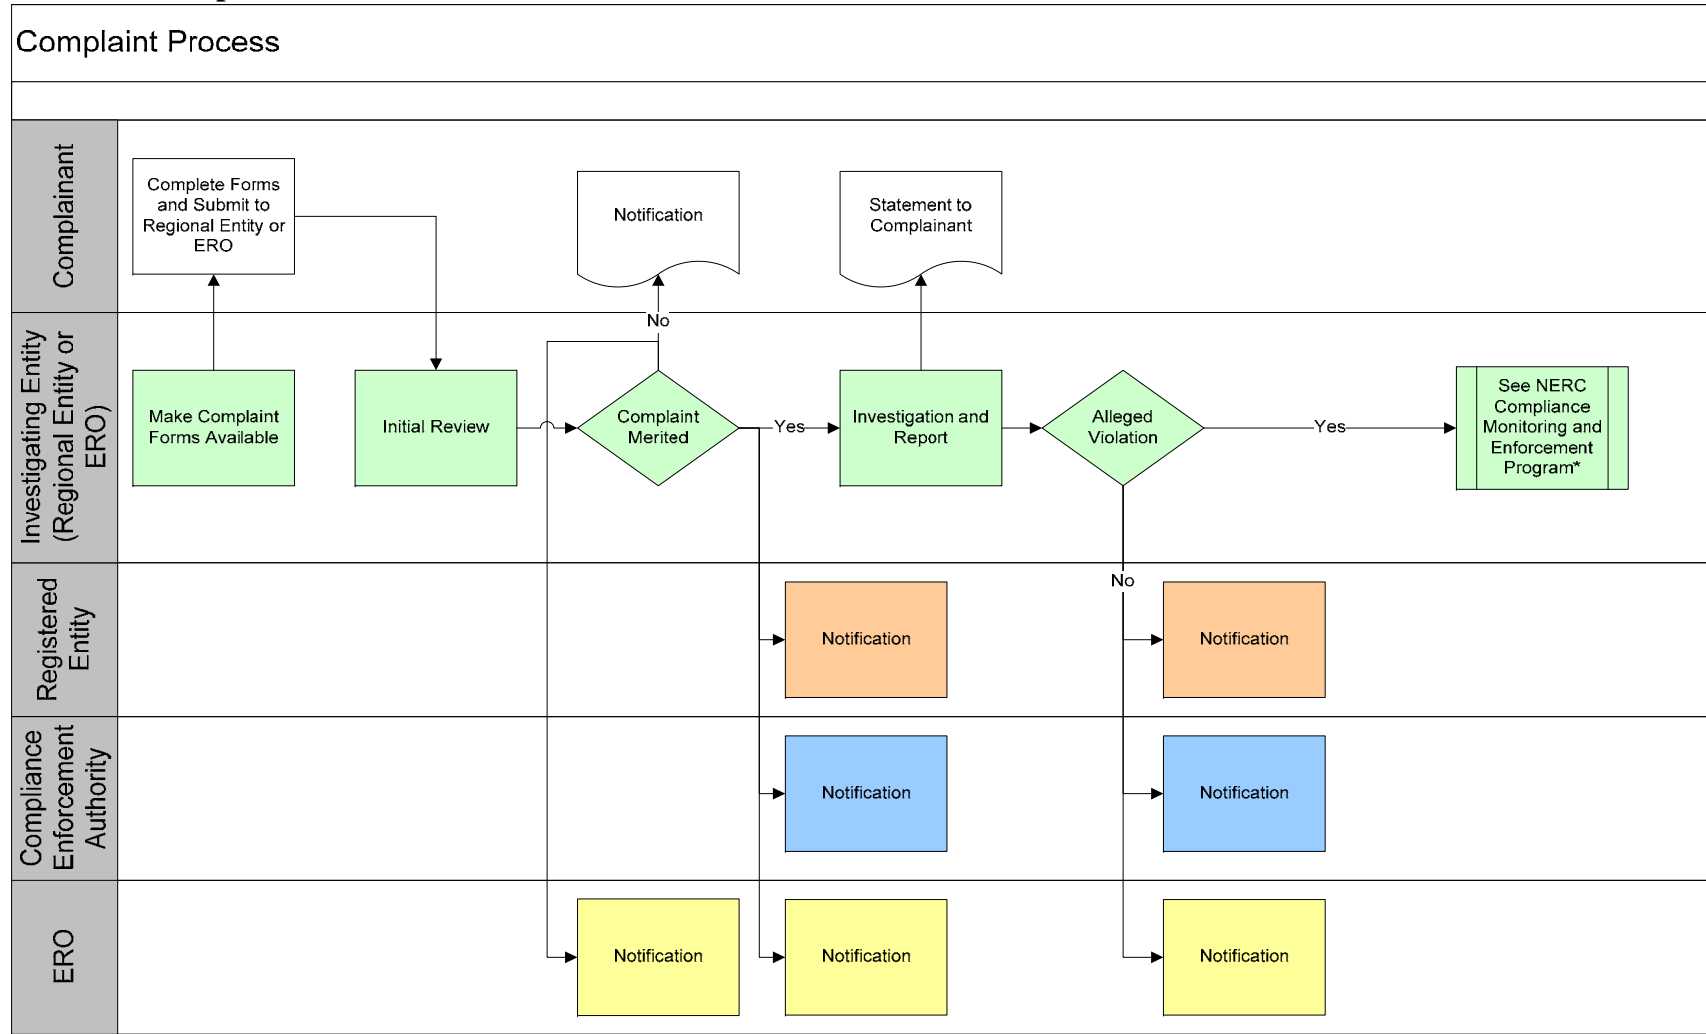 Complaint Process
Complainant
Complete Forms
and Submit to
Regional Entity or
ERO
Notification
Statement to
Complainant
No
Investigating Entity
(Regional Entity or
ERO)
Make Complaint
Forms Available
Initial Review
Complaint
Merited
Yes
Investigation and
Report
Alleged
Violation
Yes
See NERC
Compliance
Monitoring and
Enforcement
Program*
No
Registered
Entity
Notification
Notification
Compliance
Enforcement
Authority
Notification
Notification
ERO
Notification
Notification
Notification